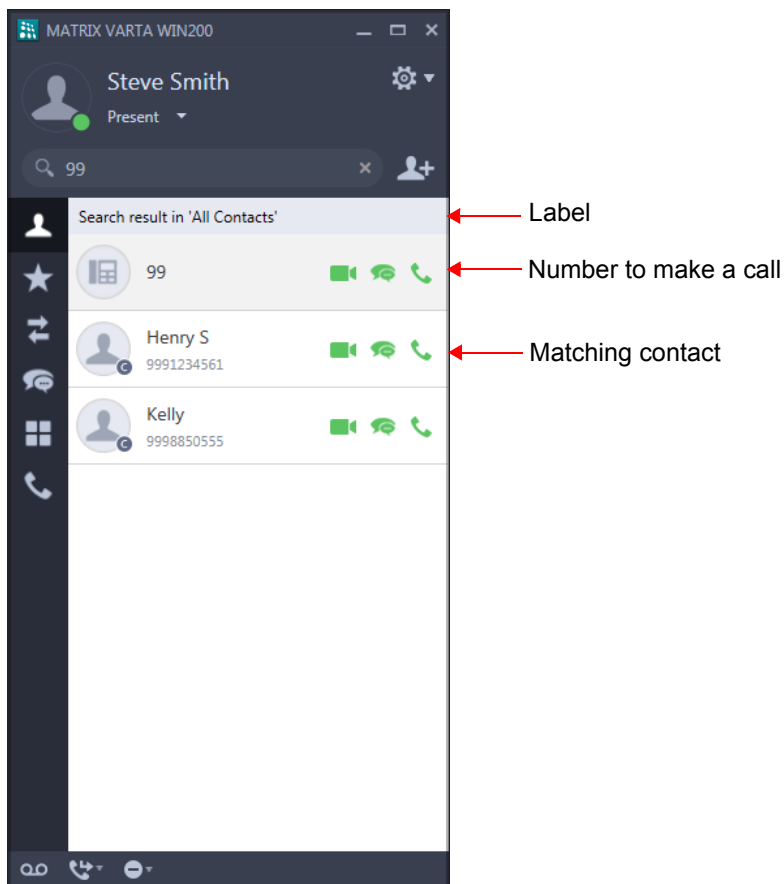 MATRIX VARTA WIN200
Steve Smith
Present
99
Search result in 'All Contacts'
Label
99
Number to make a call
Henry S
9991234561
C
Matching contact
Kelly
9998850555
C